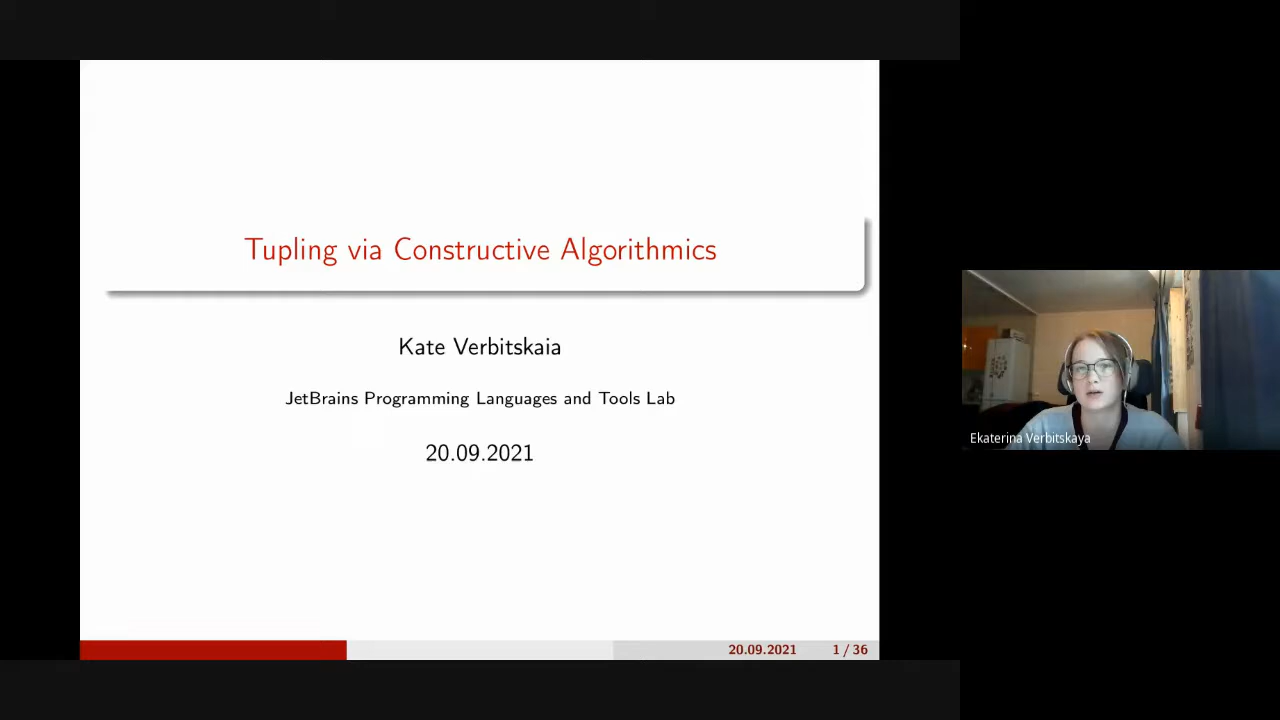 Tupling via Constructive Algorithmics
Kate Verbitskaia
JetBrains Programming Languages and Tools Lab
20.09.2021
20.09.2021 1 / 36
Ekaterina Verbitskaya